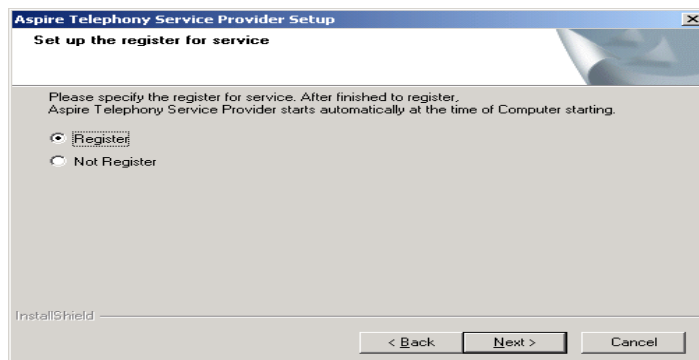 Aspire Telephony Service Provider Setup
Set up the register for service
Please specify the register for service. After finished to register,
Aspire Telephony Service Provider starts automatically at the time of Computer starting.
Register
Not Register
InstallShield
< Back Next > Cancel